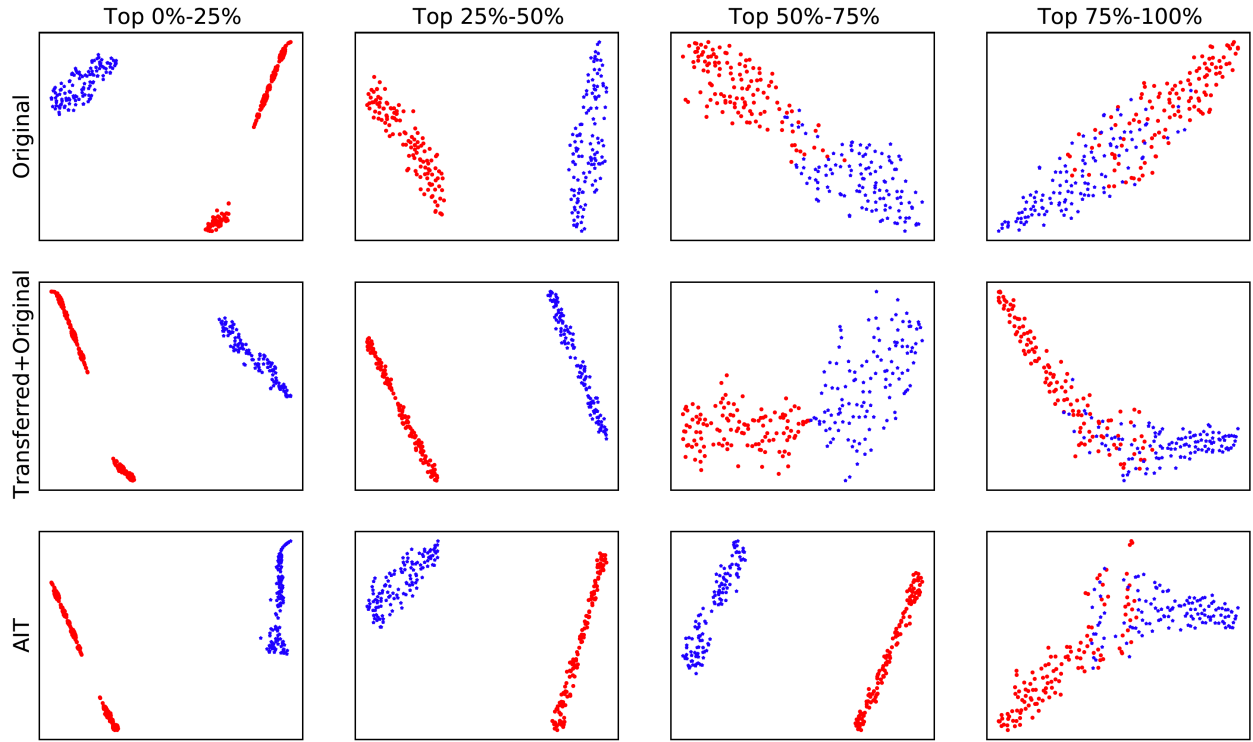 Top 0%-25%
Top 25%-50%
Top 50%-75%
Top 75%-100%
Original
Transferred+Original
AIT